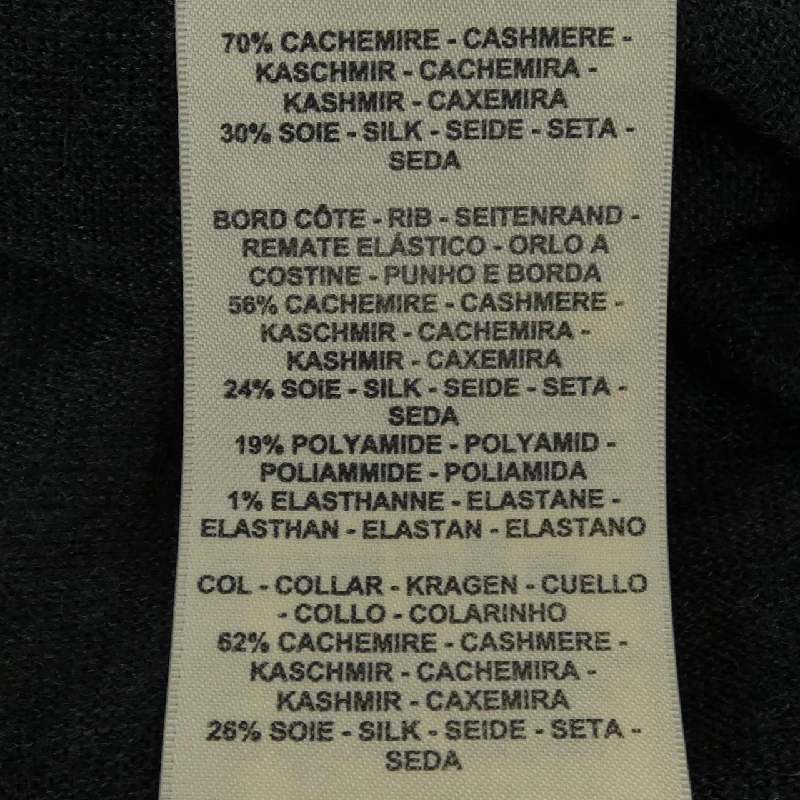 70% CACHEMIRE - CASHMERE -
KASCHMIR - CACHEMIRA -
KASHMIR - CAXEMIRA
30% SOIE - SILK - SEIDE - SETA -
SEDA
BORD CÔTE - RIB - SEITENRAND -
REMATE ELÁSTICO - ORLO A
COSTINE - PUNHO E BORDA
56% CACHEMIRE - CASHMERE -
KASCHMIR - CACHEMIRA -
KASHMIR - CAXEMIRA
24% SOIE - SILK - SEIDE - SETA -
SEDA
19% POLYAMIDE - POLYAMID -
POLIAMMIDE - POLIAMIDA
1% ELASTHANNE - ELASTANE -
ELASTHAN - ELASTAN - ELASTANO
COL - COLLAR - KRAGEN - CUELLO
- COLLO - COLARINHO
62% CACHEMIRE - CASHMERE -
KASCHMIR - CACHEMIRA -
KASHMIR - CAXEMIRA
26% SOIE - SILK - SEIDE - SETA -
SEDA